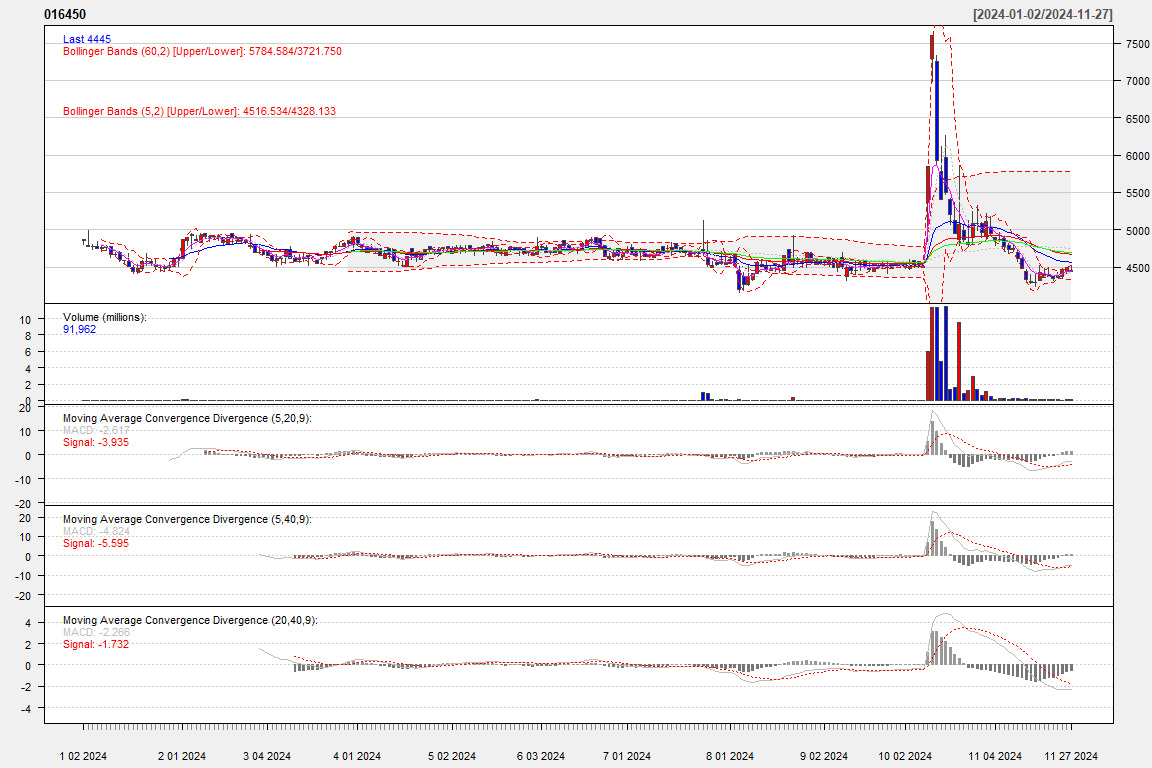 016450
[2024-01-02/2024-11-27]
Last 4445
Bollinger Bands (60,2) [Upper/Lower]: 5784.584/3721.750
Bollinger Bands (5,2) [Upper/Lower]: 4516.534/4328.133
7500
7000
6500
6000
5500
5000
4500
Volume (millions):
91,962
10
8
6
4
2
0
Moving Average Convergence Divergence (5,20,9):
MACD: -2.617
Signal: -3.935
20
10
0
-10
-20
Moving Average Convergence Divergence (5,40,9):
MACD: -4.824
Signal: -5.595
20
10
0
-10
-20
Moving Average Convergence Divergence (20,40,9):
MACD: -2.266
Signal: -1.732
4
2
0
-2
-4
1 02 2024
2 01 2024
3 04 2024
4 01 2024
5 02 2024
6 03 2024
7 01 2024
8 01 2024
9 02 2024
10 02 2024
11 04 2024
11 27 2024